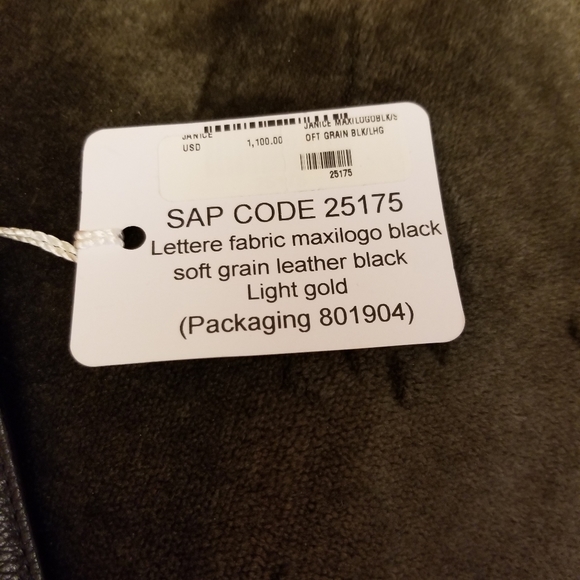 JANICE
USD 1,100.00
JANICE MAXILOGOBLK/S
OFT GRAIN BLK/LHG
25175
SAP CODE 25175
Lettere fabric maxilogo black
soft grain leather black
Light gold
(Packaging 801904)